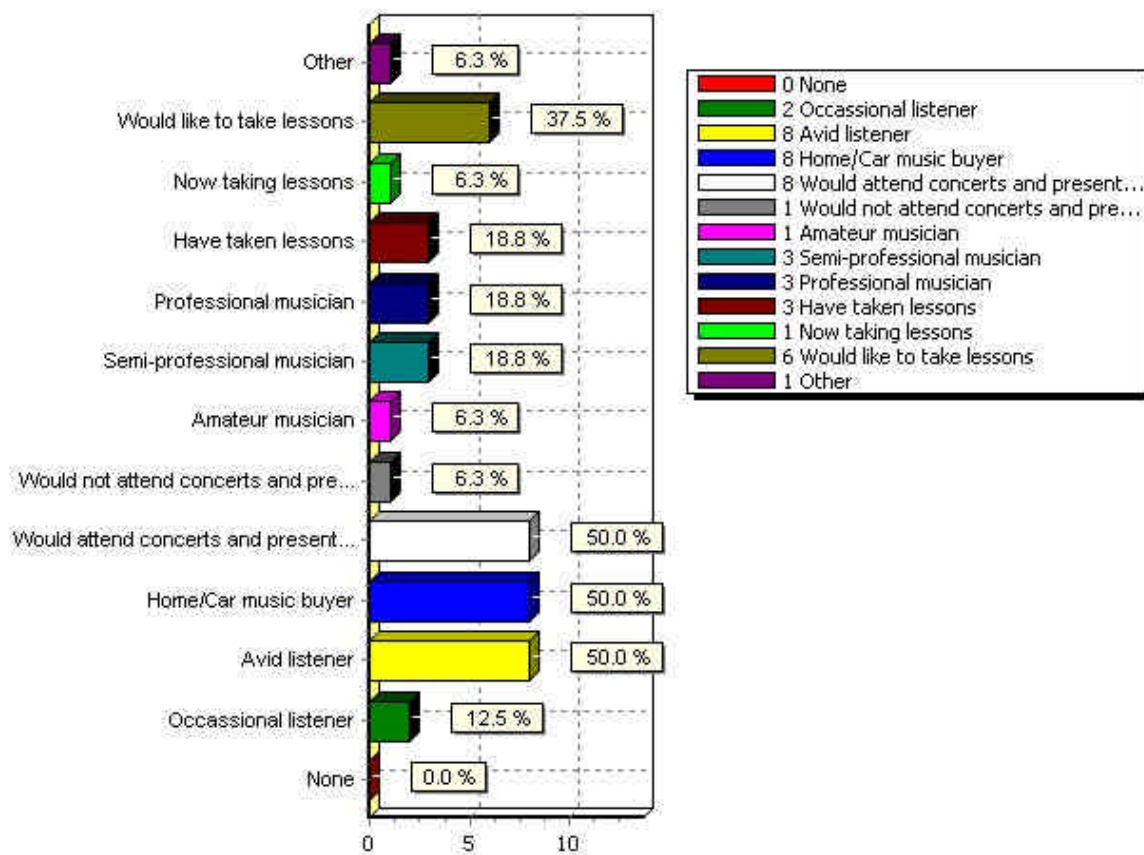 Other
6.3 %
Would like to take lessons
37.5 %
Now taking lessons
6.3 %
Have taken lessons
18.8 %
Professional musician
18.8 %
Semi-professional musician
18.8 %
Amateur musician
6.3 %
Would not attend concerts and pre...
6.3 %
Would attend concerts and present...
50.0 %
Home/Car music buyer
50.0 %
Avid listener
50.0 %
Occassional listener
12.5 %
None
0.0 %
0 5 10
0 None
2 Occassional listener
8 Avid listener
8 Home/Car music buyer
8 Would attend concerts and present...
1 Would not attend concerts and pre...
1 Amateur musician
3 Semi-professional musician
3 Professional musician
3 Have taken lessons
1 Now taking lessons
6 Would like to take lessons
1 Other